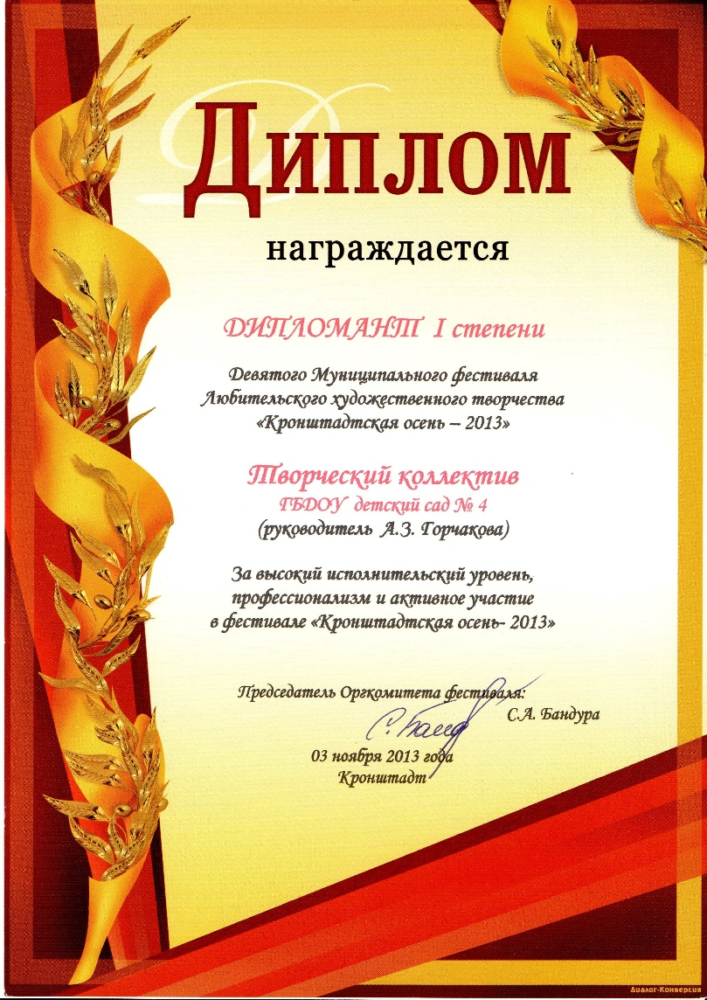 Диплом
награждается
ДИПЛОМАНТ I степени
Девятого Муниципального фестиваля
Любительского художественного творчества
«Кронштадтская осень – 2013»
Творческий коллектив
ГБДОУ детский сад № 4
(руководитель А.З. Горчакова)
За высокий исполнительский уровень,
профессионализм и активное участие
в фестивале «Кронштадтская осень- 2013»
Председатель Оргкомитета фестиваля:
С.А. Бандура
03 ноября 2013 года
Кронштадт
Диалог-Конверсия